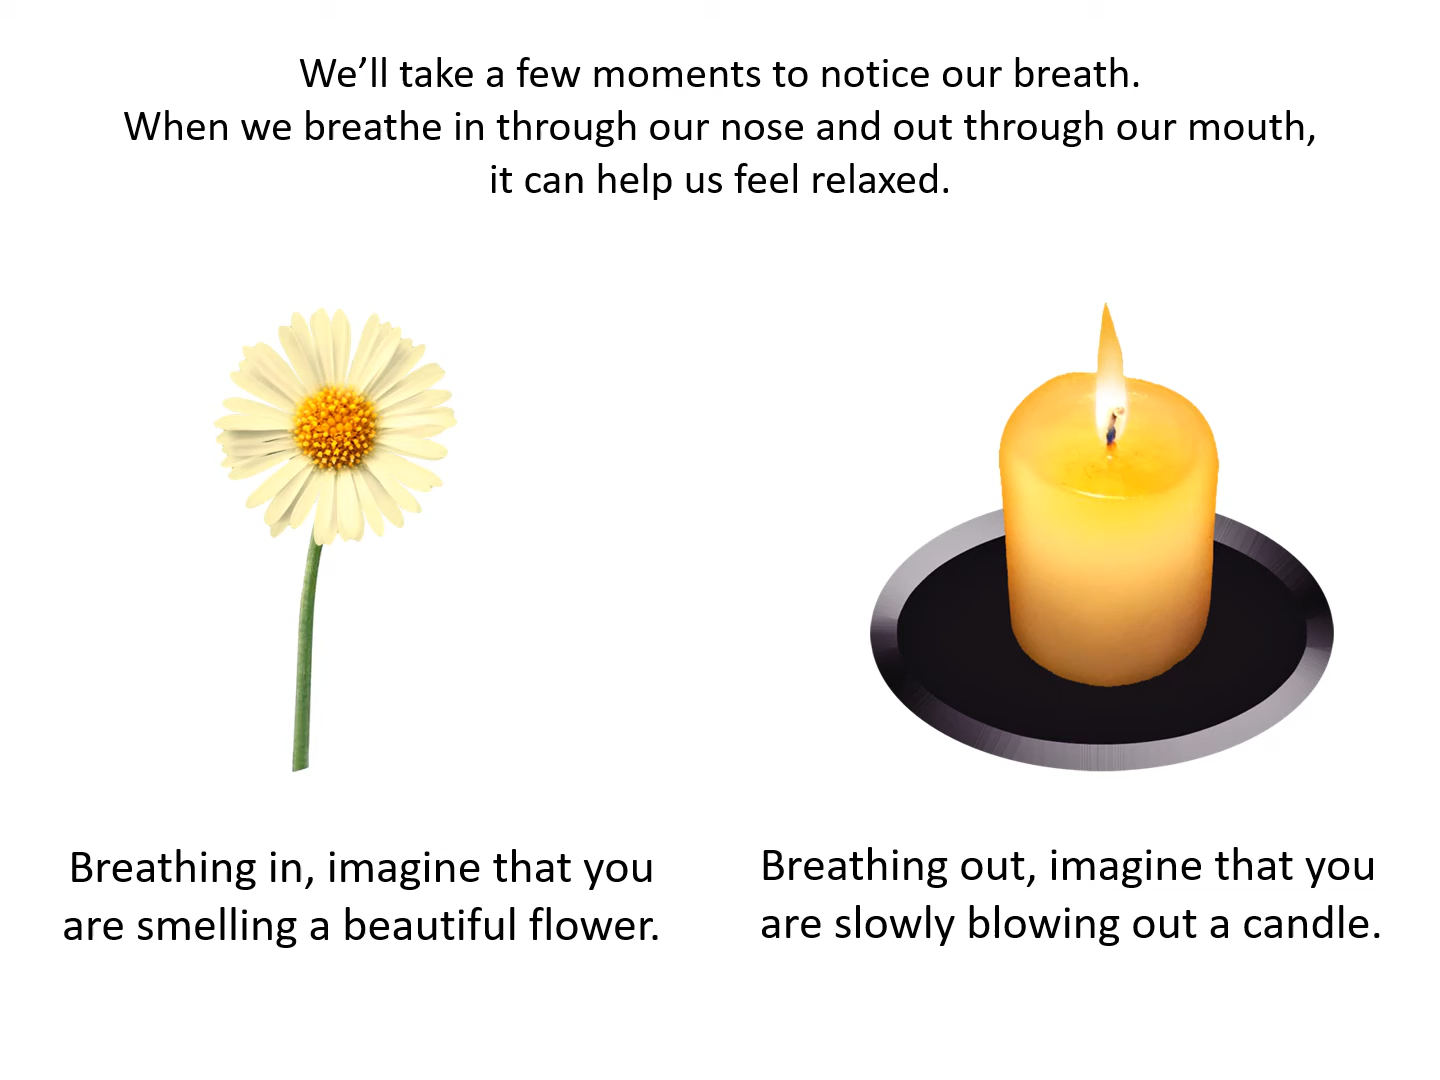 We’ll take a few moments to notice our breath.
When we breathe in through our nose and out through our mouth,
it can help us feel relaxed.
Breathing in, imagine that you
are smelling a beautiful flower.
Breathing out, imagine that you
are slowly blowing out a candle.